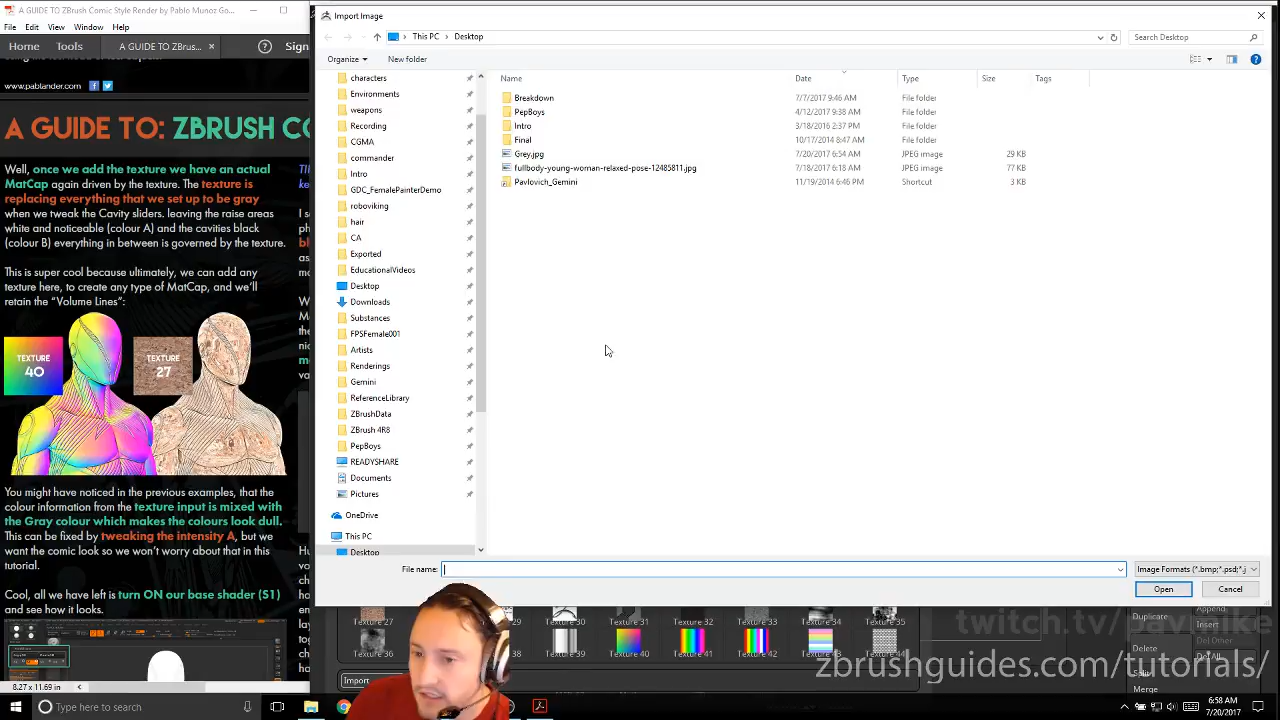 A GUIDE TO ZBrush Comic Style Render by Pablo Munoz Go...
File Edit View Window Help
Home Tools A GUIDE TO ZBrus... × Sign
www.pablander.com
A GUIDE TO: ZBRUSH CO
Well, once we add the texture we have an actual
MatCap again driven by the texture. The texture is
replacing everything that we set up to be gray
when we tweak the Cavity sliders. leaving the raise areas
white and noticeable (colour A) and the cavities black
(colour B) everything in between is governed by the texture.
This is super cool because ultimately, we can add any
texture here, to create any type of MatCap, and we'll
retain the "Volume Lines":
TEXTURE
40
TEXTURE
27
You might have noticed in the previous examples, that the
colour information from the texture input is mixed with
the Gray colour which makes the colours look dull.
This can be fixed by tweaking the intensity A, but we
want the comic look so we won't worry about that in this
tutorial.
Cool, all we have left is turn ON our base shader (S1)
and see how it looks.
8.27 x 11.69 in
Import Image
This PC > Desktop
Search Desktop
Organize
New folder
characters
Environments
weapons
Recording
CGMA
commander
Intro
GDC_FemalePainterDemo
roboviking
hair
CA
Exported
EducationalVideos
Desktop
Downloads
Substances
FPSFemale001
Artists
Renderings
Gemini
ReferenceLibrary
ZBrushData
ZBrush 4R8
PepBoys
READYSHARE
Documents
Pictures
OneDrive
This PC
Desktop
Name Date Type Size Tags
Breakdown 7/7/2017 9:46 AM File folder
PepBoys 4/12/2017 9:38 AM File folder
Intro 3/18/2016 2:37 PM File folder
Final 10/17/2014 8:47 AM File folder
Grey.jpg 7/20/2017 6:54 AM JPEG image 29 KB
fullbody-young-woman-relaxed-pose-12485811.jpg 7/18/2017 6:18 AM JPEG image 77 KB
Pavlovich_Gemini 11/19/2014 6:46 PM Shortcut 3 KB
File name:
Image Formats (*.bmp;*.psd;*.j
Open Cancel
Texture 27 Texture 31 Texture 32 Texture 33 Texture 34 Texture 35
Texture 36 Texture 39 Texture 40 Texture 41 Texture 42 Texture 43
Import
Append
Duplicate
Insert
Delete
Del All
Split
Merge
zbrushguides.com/tutorials/
Type here to search
6:58 AM
7/20/2017